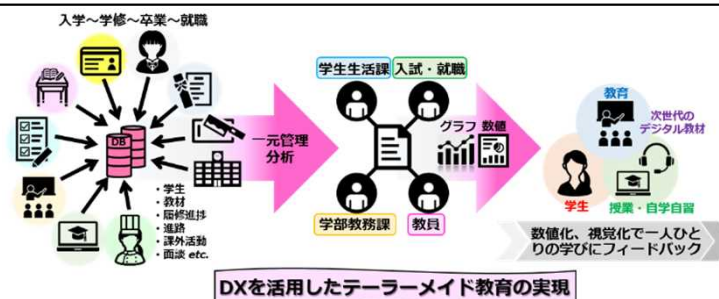 入学～学修～卒業～就職
DB
・学生
・教材
・履修進捗
・進路
・課外活動
・面談 etc.
一元管理
分析
学生生活課
入試・就職
学部教務課
教員
グラフ 数値
教育
次世代の
デジタル教材
学生
授業・自学自習
数値化、視覚化で一人ひと
りの学びにフィードバック
DXを活用したテーラーメイド教育の実現